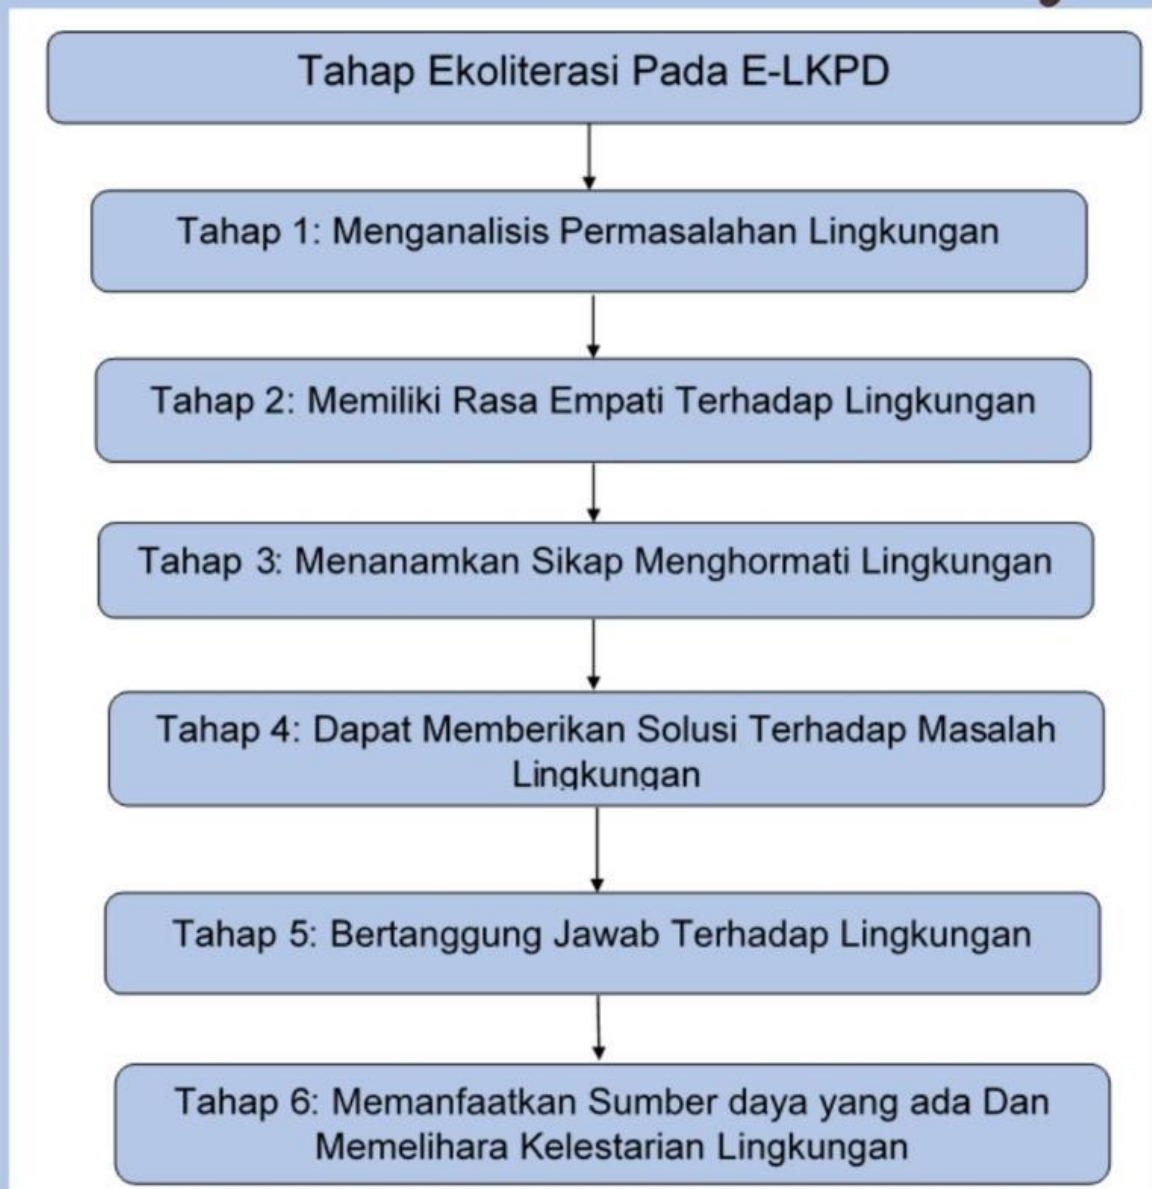 Tahap Ekoliterasi Pada E-LKPD
Tahap 1: Menganalisis Permasalahan Lingkungan
Tahap 2: Memiliki Rasa Empati Terhadap Lingkungan
Tahap 3: Menanamkan Sikap Menghormati Lingkungan
Tahap 4: Dapat Memberikan Solusi Terhadap Masalah
Lingkungan
Tahap 5: Bertanggung Jawab Terhadap Lingkungan
Tahap 6: Memanfaatkan Sumber daya yang ada Dan
Memelihara Kelestarian Lingkungan